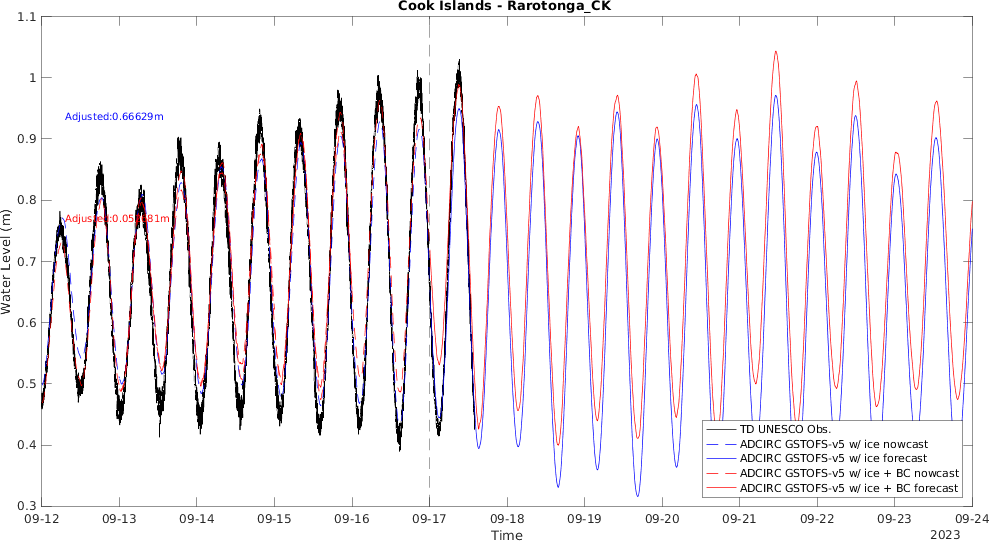 Cook Islands - Rarotonga_CK
Water Level (m)
1.1
1
0.9
0.8
0.7
0.6
0.5
0.4
0.3
Adjusted:0.66629m
TD UNESCO Obs.
ADCIRC GSTOFS-v5 w/ ice nowcast
ADCIRC GSTOFS-v5 w/ ice forecast
ADCIRC GSTOFS-v5 w/ ice + BC nowcast
ADCIRC GSTOFS-v5 w/ ice + BC forecast
09-12 09-13 09-14 09-15 09-16 09-17 09-18 09-19 09-20 09-21 09-22 09-23 09-24
Time
2023